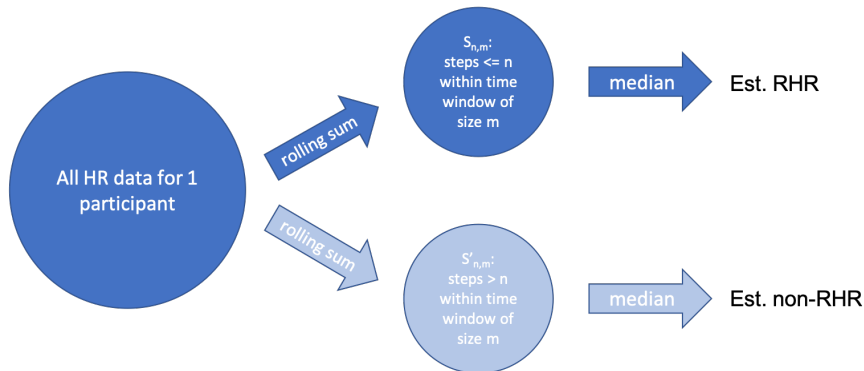 All HR data for 1
participant
rolling sum
S n,m:
steps <= n
within time
window of
size m
median
Est. RHR
rolling sum
S' n,m:
steps > n
within time
window of
size m
median
Est. non-RHR